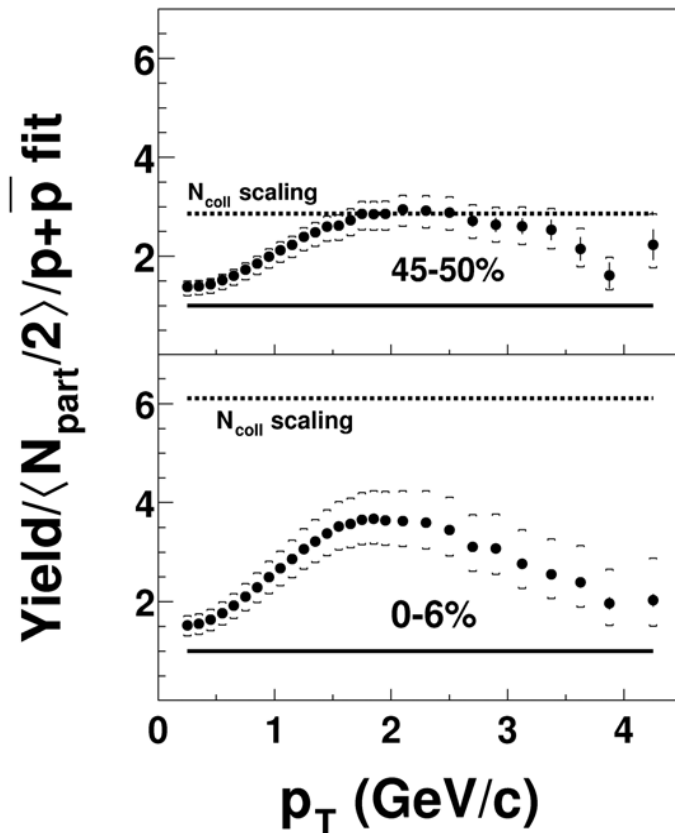 Yield/⟨N_part/2⟩/p+p̅ fit
6
4
2
N_coll scaling
45-50%
6
4
2
N_coll scaling
0-6%
0 1 2 3 4
p_T (GeV/c)